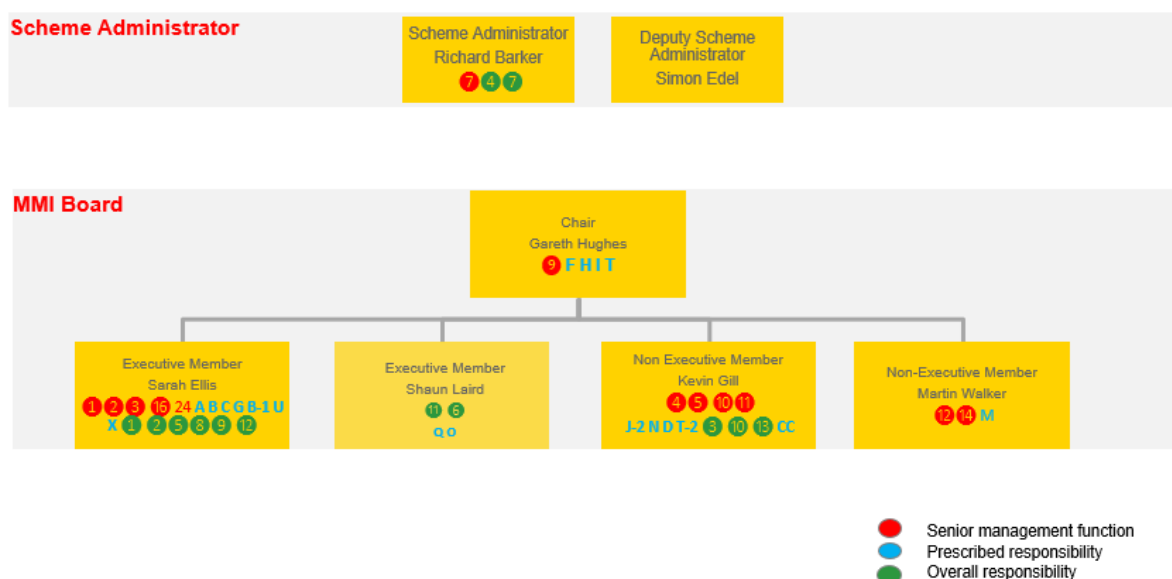 Scheme Administrator
Scheme Administrator
Richard Barker
7 4 7
Deputy Scheme
Administrator
Simon Edel
MMI Board
Chair
Gareth Hughes
9 F H I T
Executive Member
Sarah Ellis
1 2 3 16 24 A B C G B-1 U
X 1 2 5 8 9 12
Executive Member
Shaun Laird
11 6
Q O
Non Executive Member
Kevin Gill
4 5 10 11
J-2 N D T-2 3 10 13 CC
Non-Executive Member
Martin Walker
12 14 M
Senior management function
Prescribed responsibility
Overall responsibility